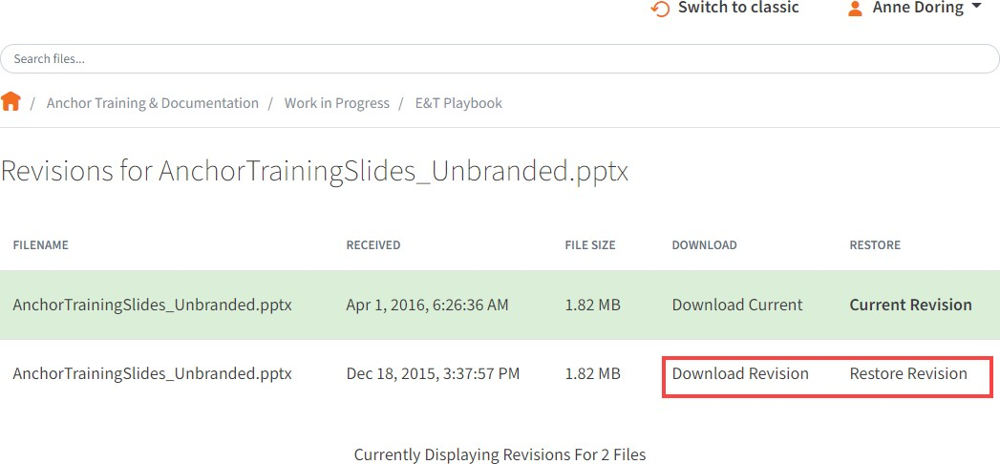 Switch to classic Anne Doring
Search files...
/ Anchor Training & Documentation / Work in Progress / E&T Playbook
Revisions for AnchorTrainingSlides_Unbranded.pptx
FILENAME RECEIVED FILE SIZE DOWNLOAD RESTORE
AnchorTrainingSlides_Unbranded.pptx Apr 1, 2016, 6:26:36 AM 1.82 MB Download Current Current Revision
AnchorTrainingSlides_Unbranded.pptx Dec 18, 2015, 3:37:57 PM 1.82 MB Download Revision Restore Revision
Currently Displaying Revisions For 2 Files